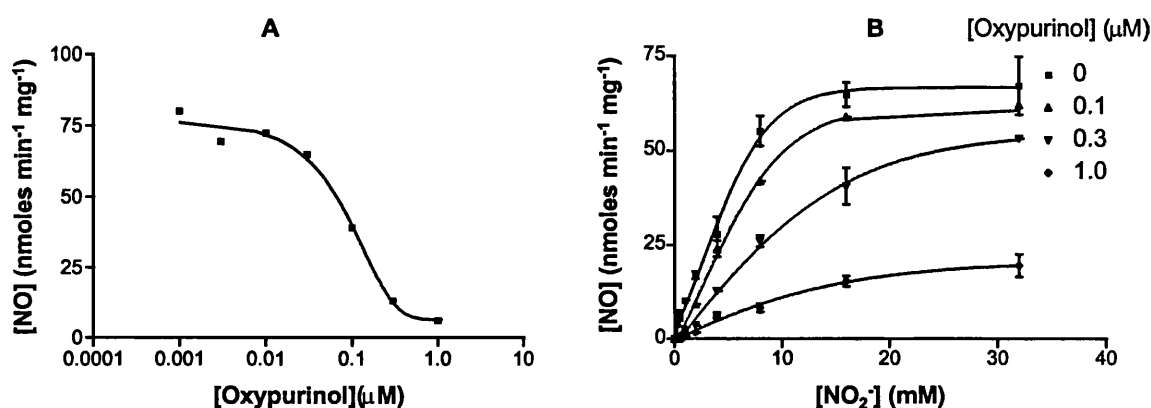 A
[NO] (nmoles min⁻¹ mg⁻¹)
100
75
50
25
0
0.0001 0.001 0.01 0.1 1.0 10
[Oxypurinol](μM)
B
[Oxypurinol] (μM)
0
0.1
0.3
1.0
[NO] (nmoles min⁻¹ mg⁻¹)
75
50
25
0
0 10 20 30 40
[NO₂⁻] (mM)